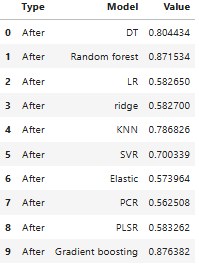 Type Model Value
0 After DT 0.804434
1 After Random forest 0.871534
2 After LR 0.582650
3 After ridge 0.582700
4 After KNN 0.786826
5 After SVR 0.700339
6 After Elastic 0.573964
7 After PCR 0.562508
8 After PLSR 0.583262
9 After Gradient boosting 0.876382